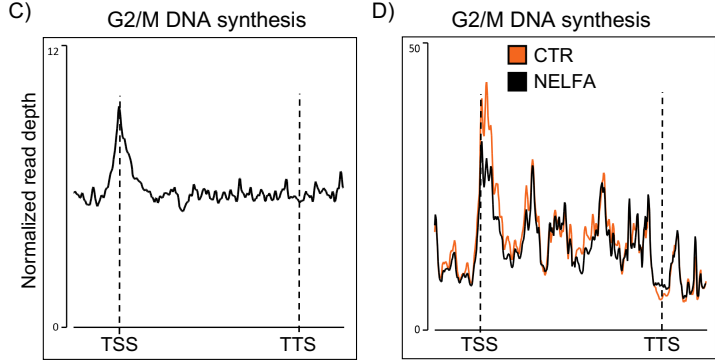 C)
G2/M DNA synthesis
12
Normalized read depth
0
TSS
TTS
D)
G2/M DNA synthesis
50
CTR
NELFA
0
TSS
TTS